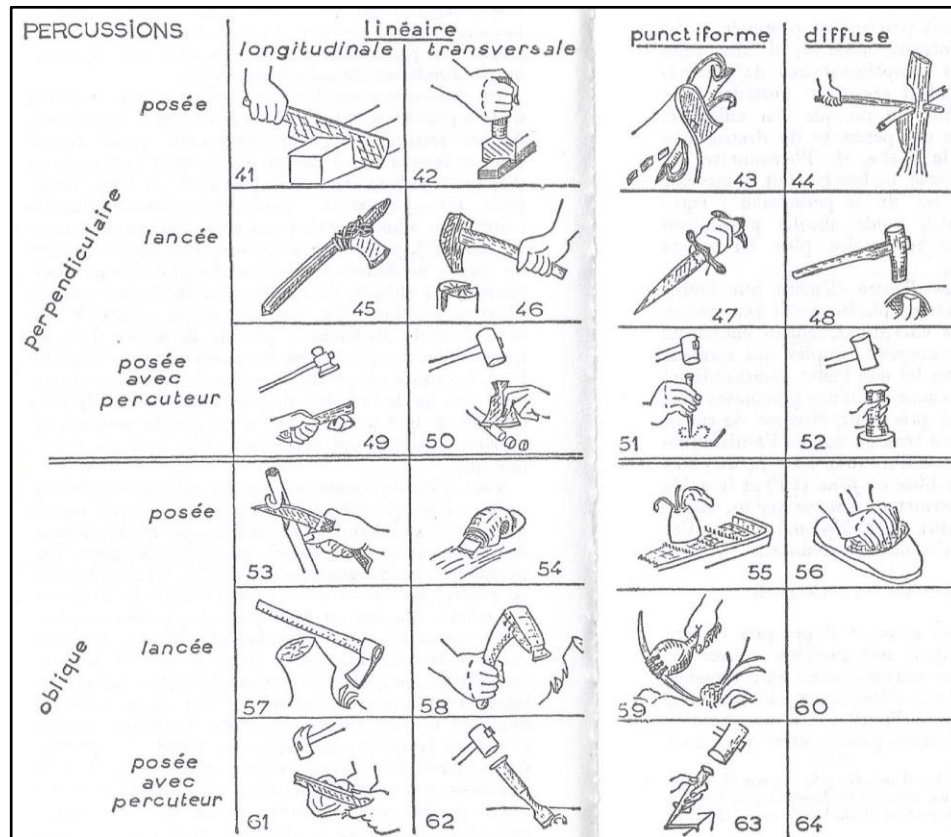 PERCUSSIONS
linéaire
longitudinale transversale
punctiforme diffuse
perpendiculaire
posée
41 42 43 44
lancée
45 46 47 48
posée
avec
percuteur
49 50 51 52
oblique
posée
53 54 55 56
lancée
57 58 59 60
posée
avec
percuteur
61 62 63 64